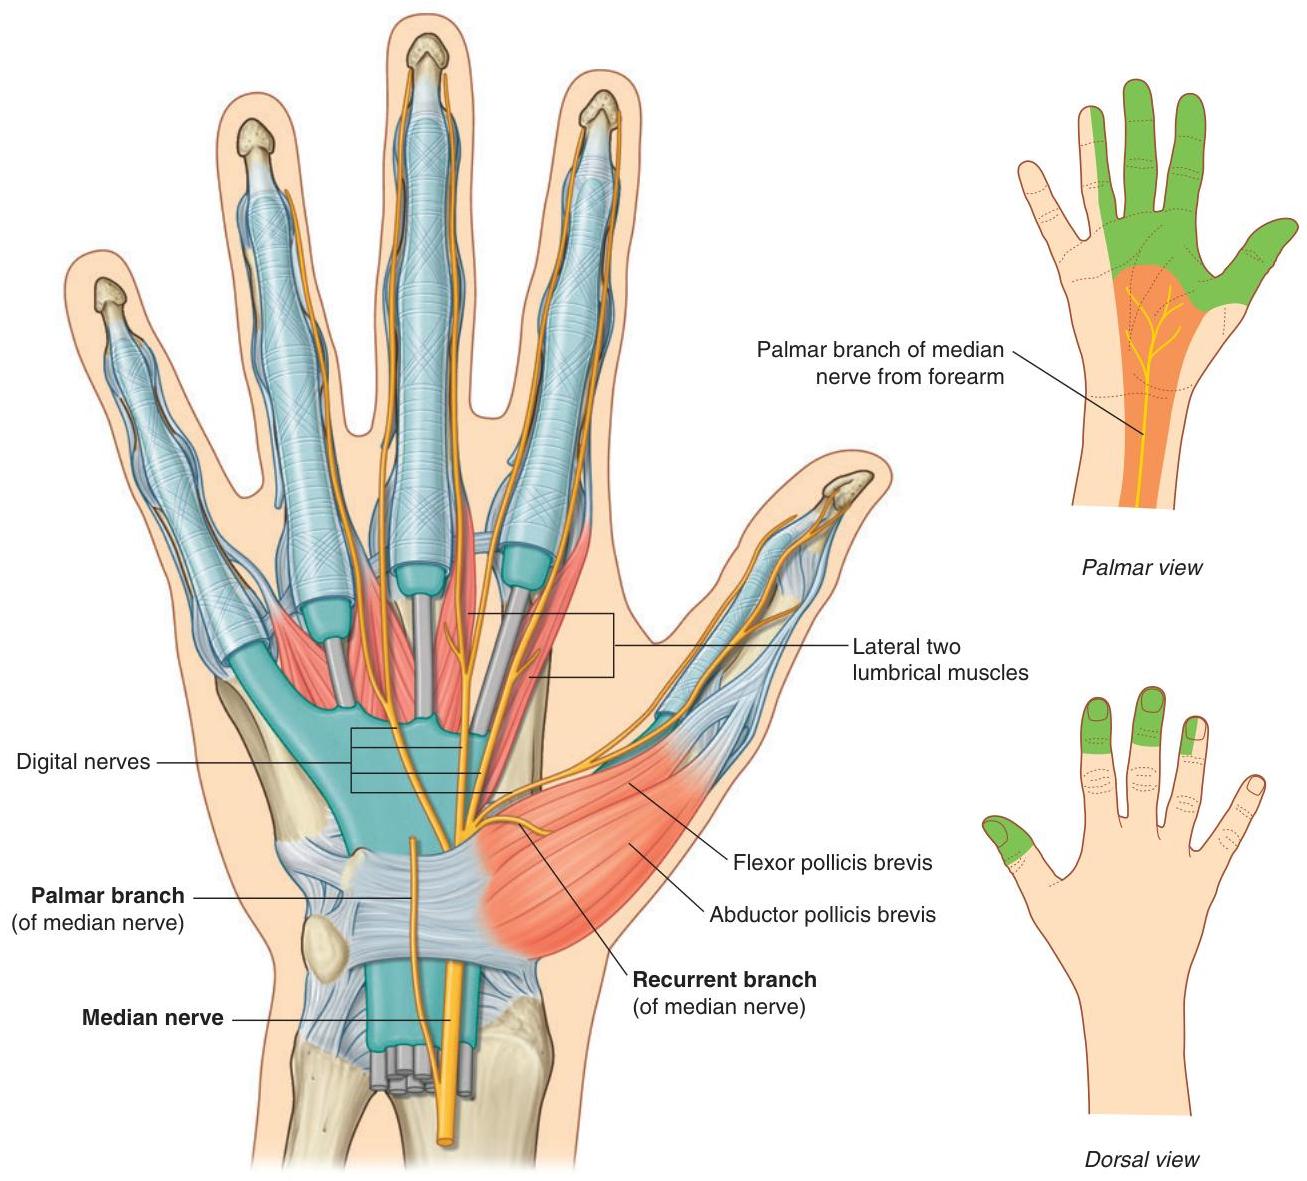 Palmar branch of median
nerve from forearm
Palmar view
Lateral two
lumbrical muscles
Digital nerves
Flexor pollicis brevis
Palmar branch
(of median nerve)
Abductor pollicis brevis
Recurrent branch
(of median nerve)
Median nerve
Dorsal view